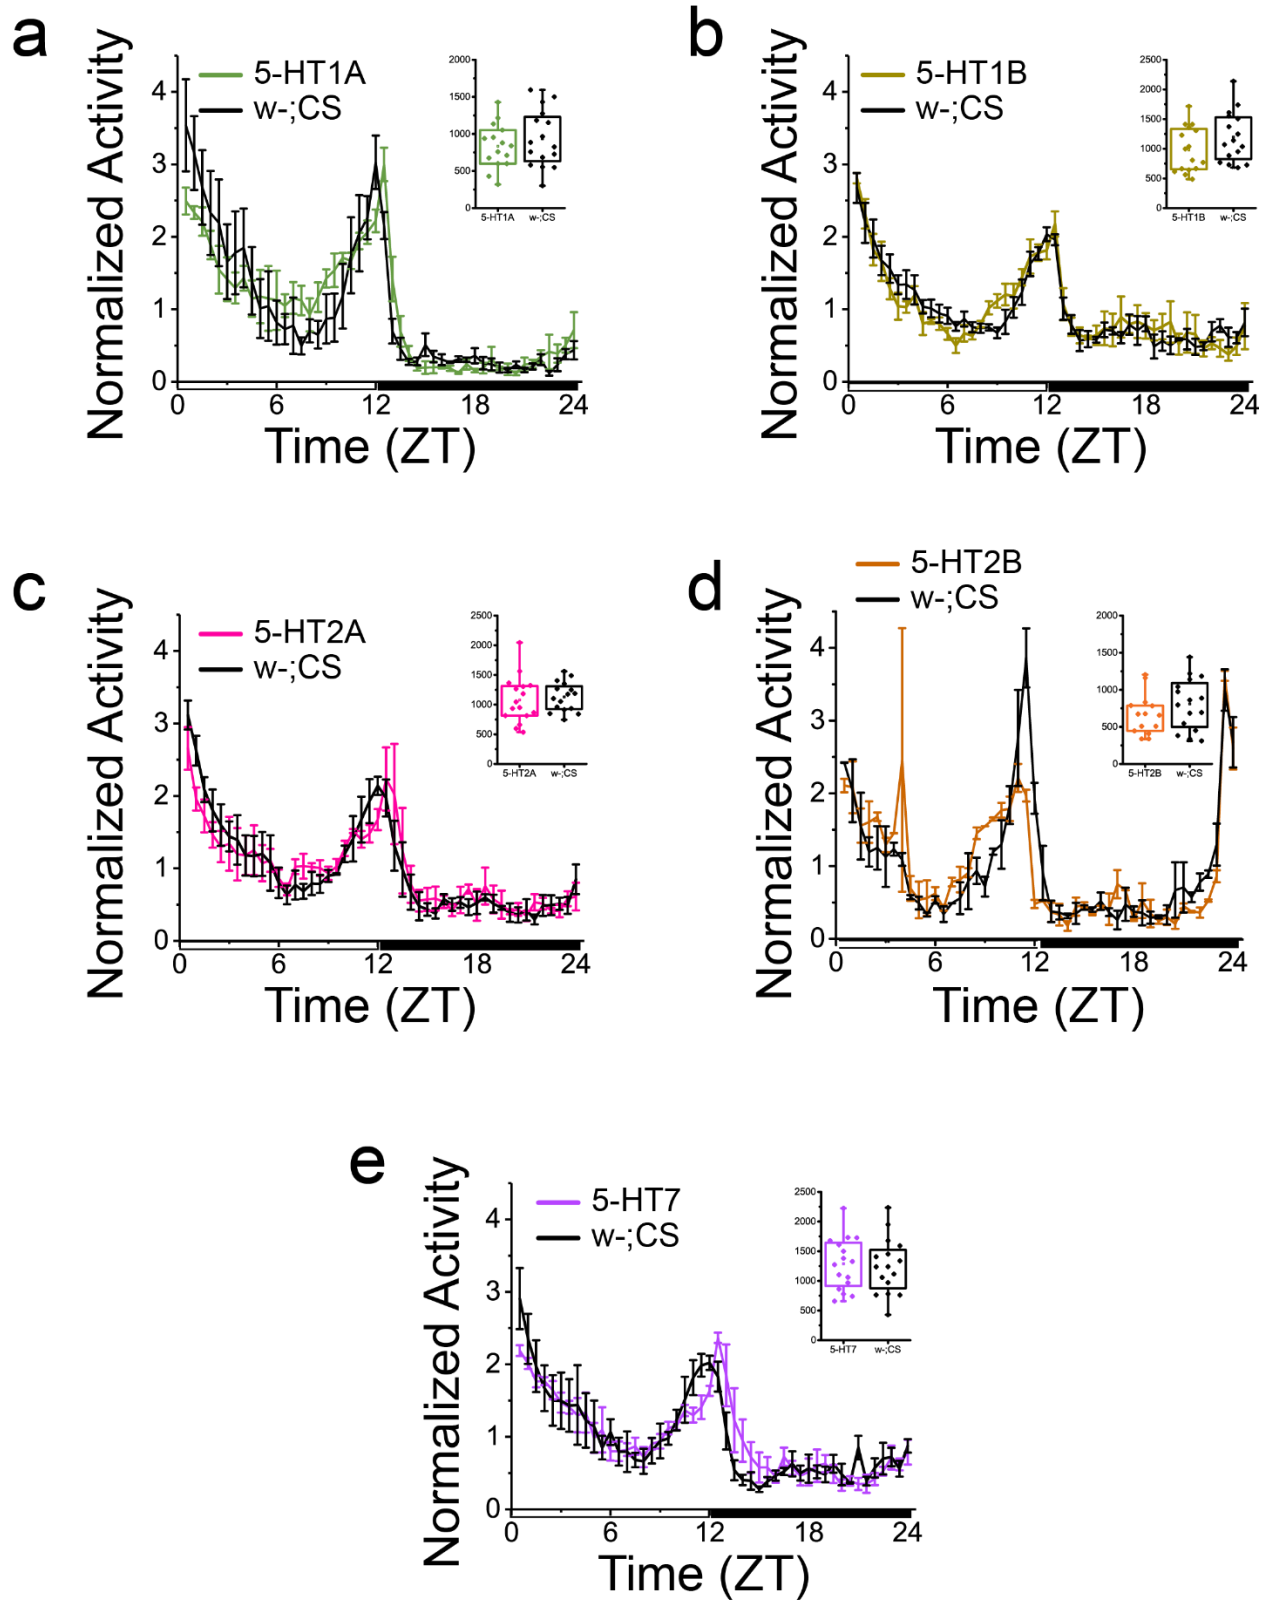 a
Normalized Activity
5-HT1A
w-;CS
4
3
2
1
0
0 6 12 18 24
Time (ZT)
2000
1500
1000
500
0
5-HT1A w-;CS
b
Normalized Activity
5-HT1B
w-;CS
4
3
2
1
0
0 6 12 18 24
Time (ZT)
2500
2000
1500
1000
500
0
5-HT1B w-;CS
c
Normalized Activity
5-HT2A
w-;CS
4
3
2
1
0
0 6 12 18 24
Time (ZT)
2500
2000
1500
1000
500
0
5-HT2A w-;CS
d
Normalized Activity
5-HT2B
w-;CS
4
3
2
1
0
0 6 12 18 24
Time (ZT)
2000
1500
1000
500
0
5-HT2B w-;CS
e
Normalized Activity
5-HT7
w-;CS
4
3
2
1
0
0 6 12 18 24
Time (ZT)
2500
2000
1500
1000
500
0
5-HT7 w-;CS